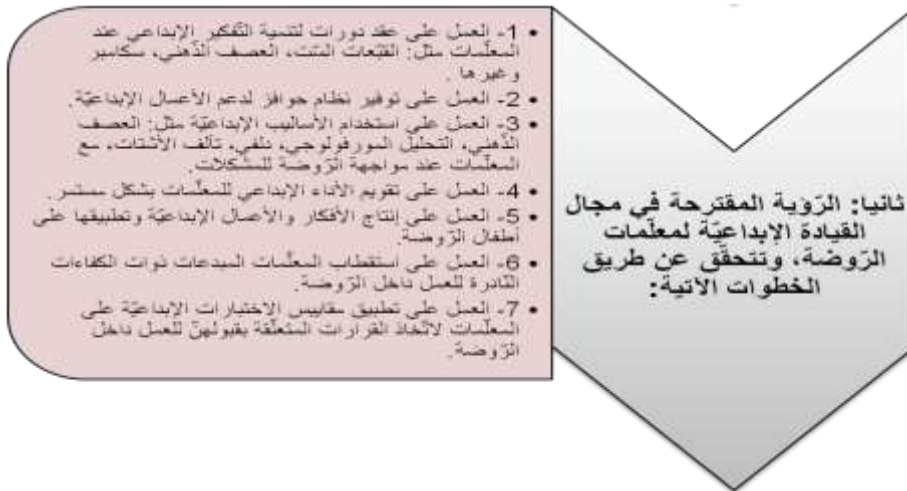 ثانيا: الرّؤية المقترحة في مجال
القيادة الإبداعيّة لمعلّمات
الرّوضة، وتتحقّق عن طريق
الخطوات الآتية:
• 1- العمل على عقد دورات لتنمية التّفكير الإبداعي عند
المعلّمات مثل: القبّعات الستّ، العصف الذّهني، سكامبر
وغيرها .
• 2- العمل على توفير نظام حوافز لدعم الأعمال الإبداعيّة.
• 3- العمل على استخدام الأساليب الإبداعيّة مثل: العصف
الذّهني، التحليل المورفولوجي، دلفي، تآلف الأشتات، مع
المعلّمات عند مواجهة الرّوضة للمشكلات.
• 4- العمل على تقويم الأداء الإبداعي للمعلّمات بشكل مستمر.
• 5- العمل على إنتاج الأفكار والأعمال الإبداعيّة وتطبيقها على
أطفال الرّوضة.
• 6- العمل على استقطاب المعلّمات المبدعات ذوات الكفاءات
النّادرة للعمل داخل الرّوضة.
• 7- العمل على تطبيق مقاييس الاختبارات الإبداعيّة على
المعلّمات لاتّخاذ القرارات المتعلّقة بقبولهنّ للعمل داخل
الرّوضة.